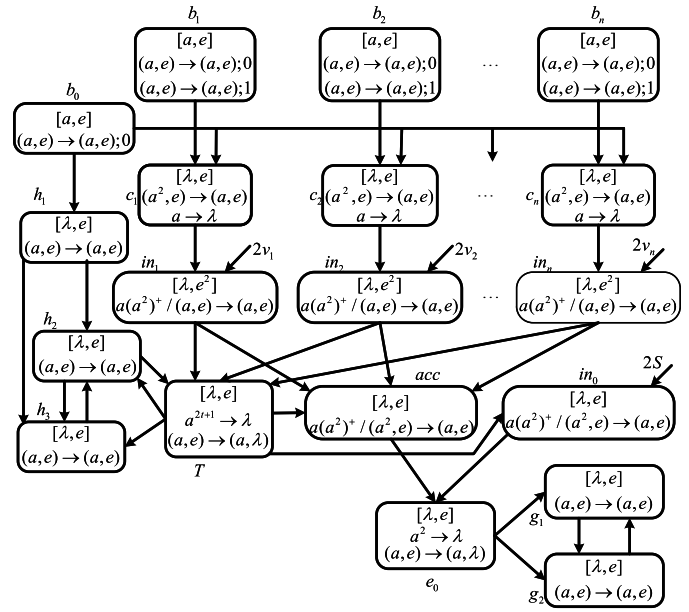 b₁ b₂ bₙ
[a,e] [a,e] [a,e]
(a,e)→(a,e);0 (a,e)→(a,e);0 ... (a,e)→(a,e);0
(a,e)→(a,e);1 (a,e)→(a,e);1 (a,e)→(a,e);1
b₀
[a,e]
(a,e)→(a,e);0
[λ,e] [λ,e] [λ,e]
c₁ (a²,e)→(a,e) c₂ (a²,e)→(a,e) ... cₙ (a²,e)→(a,e)
a→λ a→λ a→λ
h₁
[λ,e]
(a,e)→(a,e)
in₁ 2v₁ in₂ 2v₂ inₙ 2vₙ
[λ,e²] [λ,e²] [λ,e²]
a(a²)⁺/(a,e)→(a,e) a(a²)⁺/(a,e)→(a,e) ... a(a²)⁺/(a,e)→(a,e)
h₂
[λ,e]
(a,e)→(a,e)
acc in₀ 2S
[λ,e] [λ,e] [λ,e]
a²ᵗ⁺¹→λ a(a²)⁺/(a²,e)→(a,e) a(a²)⁺/(a²,e)→(a,e)
(a,e)→(a,λ)
T
h₃
[λ,e]
(a,e)→(a,e)
[λ,e]
a²→λ
(a,e)→(a,λ)
e₀
[λ,e]
(a,e)→(a,e)
g₁
[λ,e]
(a,e)→(a,e)
g₂